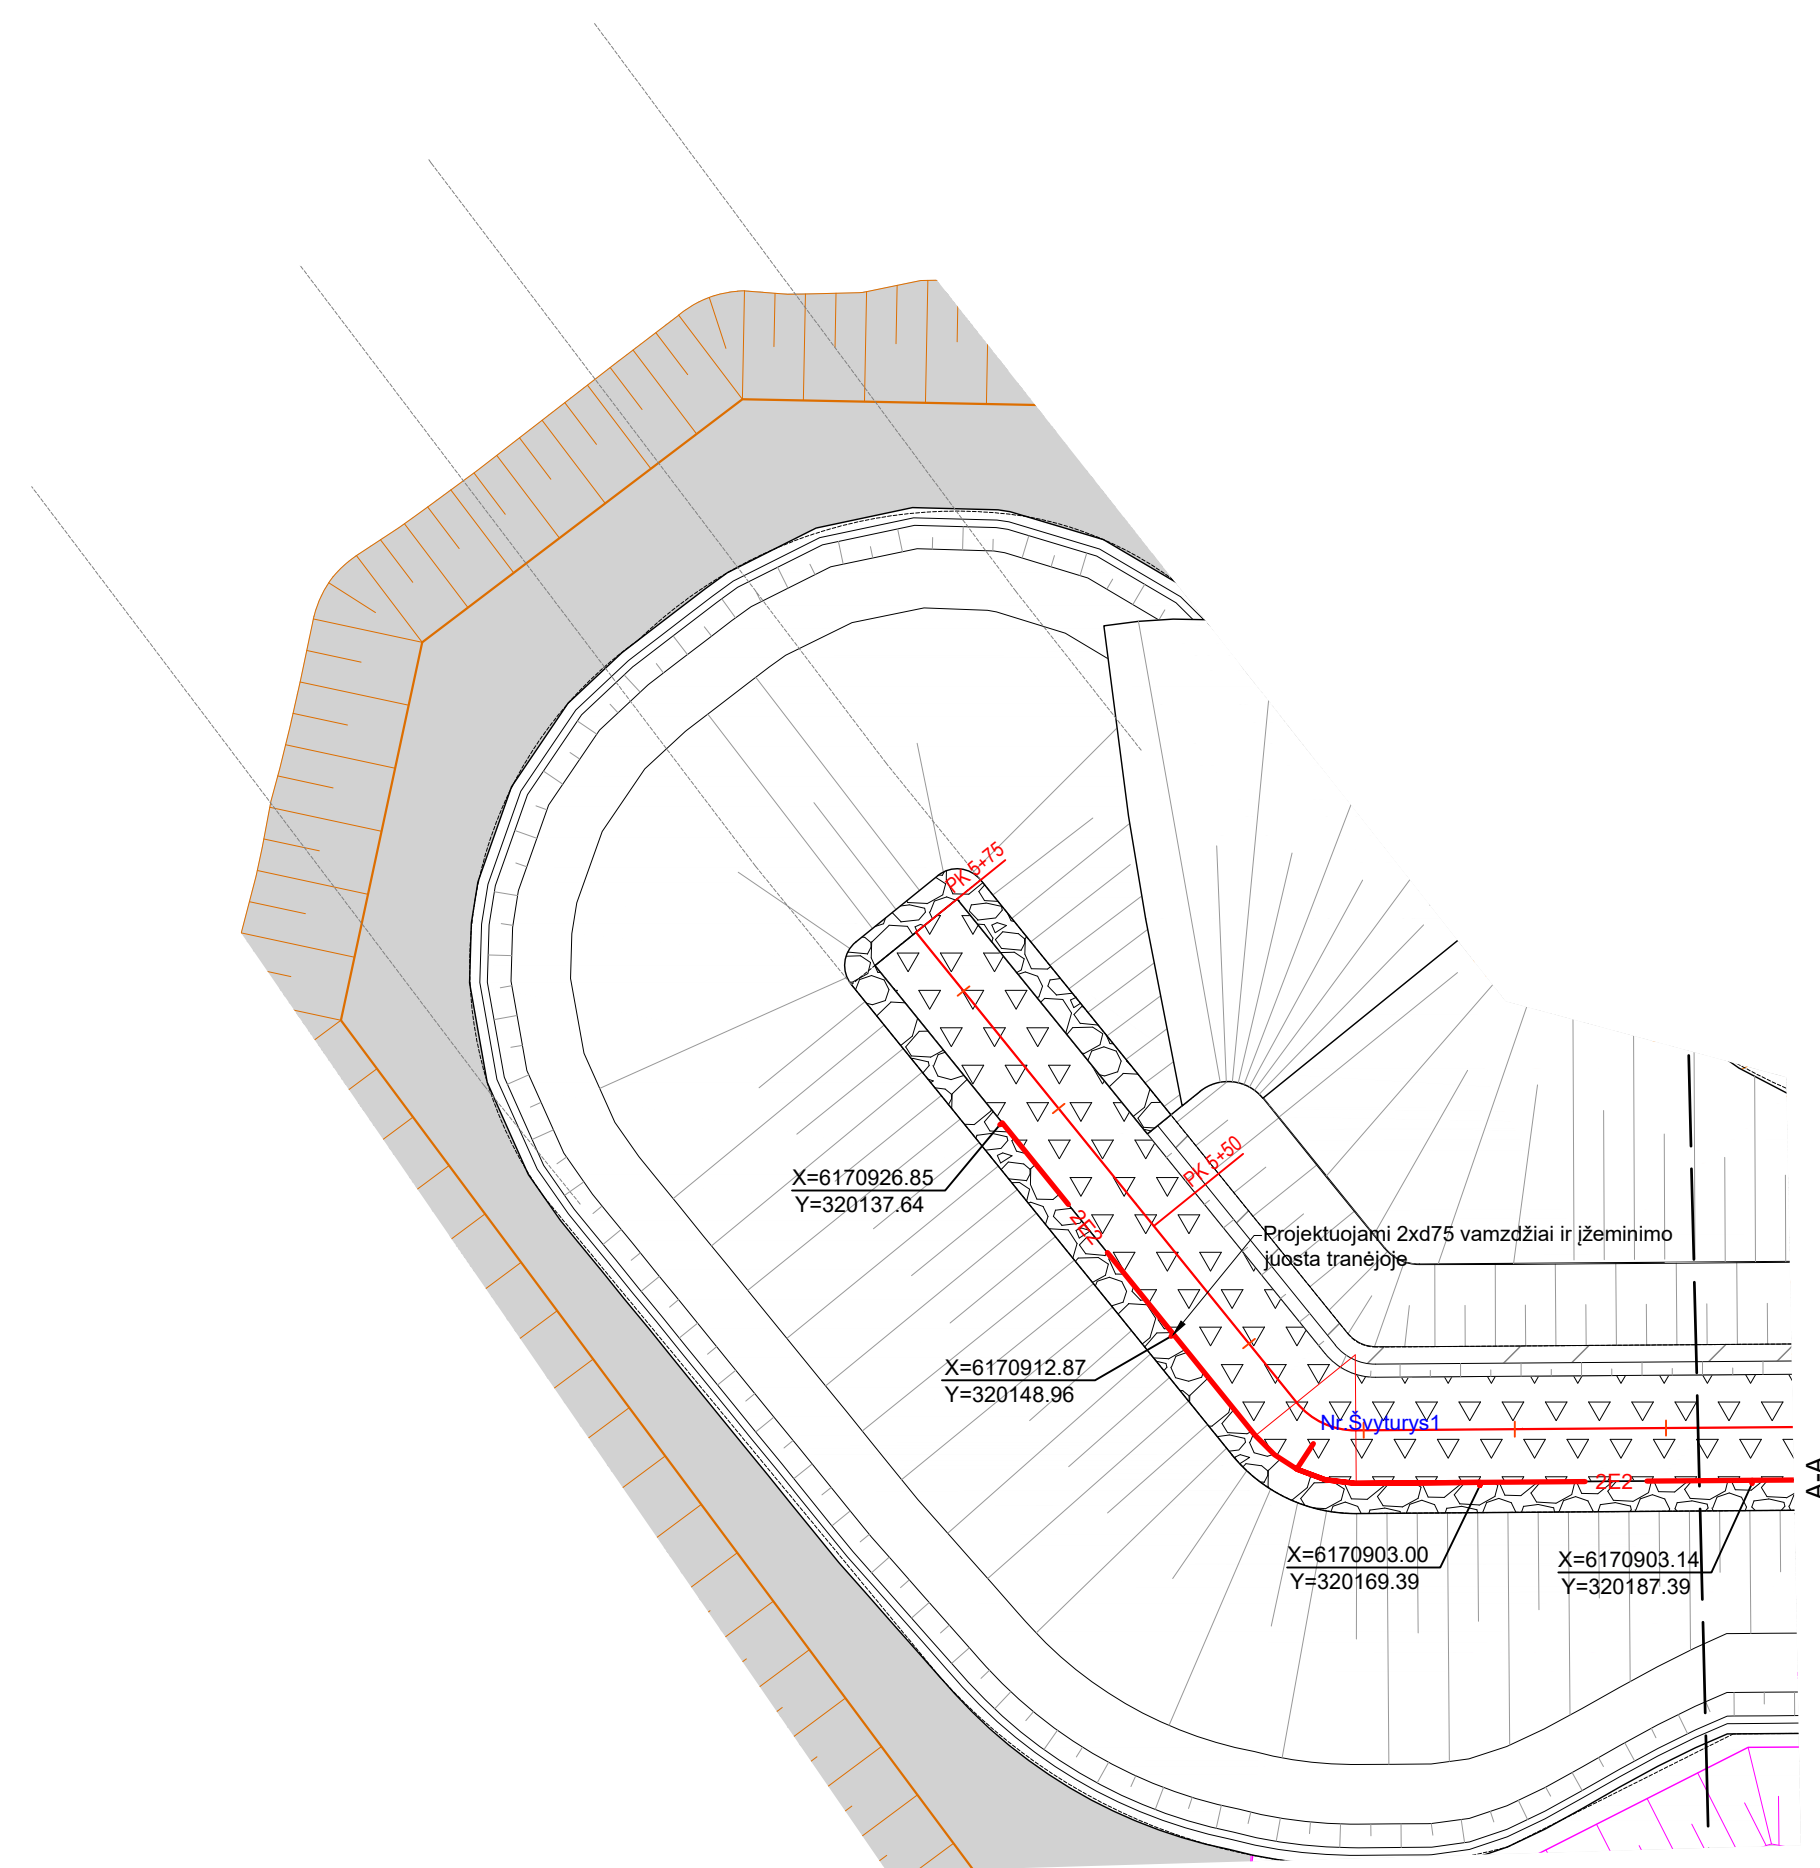 PK 5+75
PK 5+50
X=6170926.85
Y=320137.64
2E2
Projektuojami 2xd75 vamzdžiai ir įžeminimo
juosta tranėjoje
X=6170912.87
Y=320148.96
Nr.Švyturys1
2E2
A-A
X=6170903.00
Y=320169.39
X=6170903.14
Y=320187.39